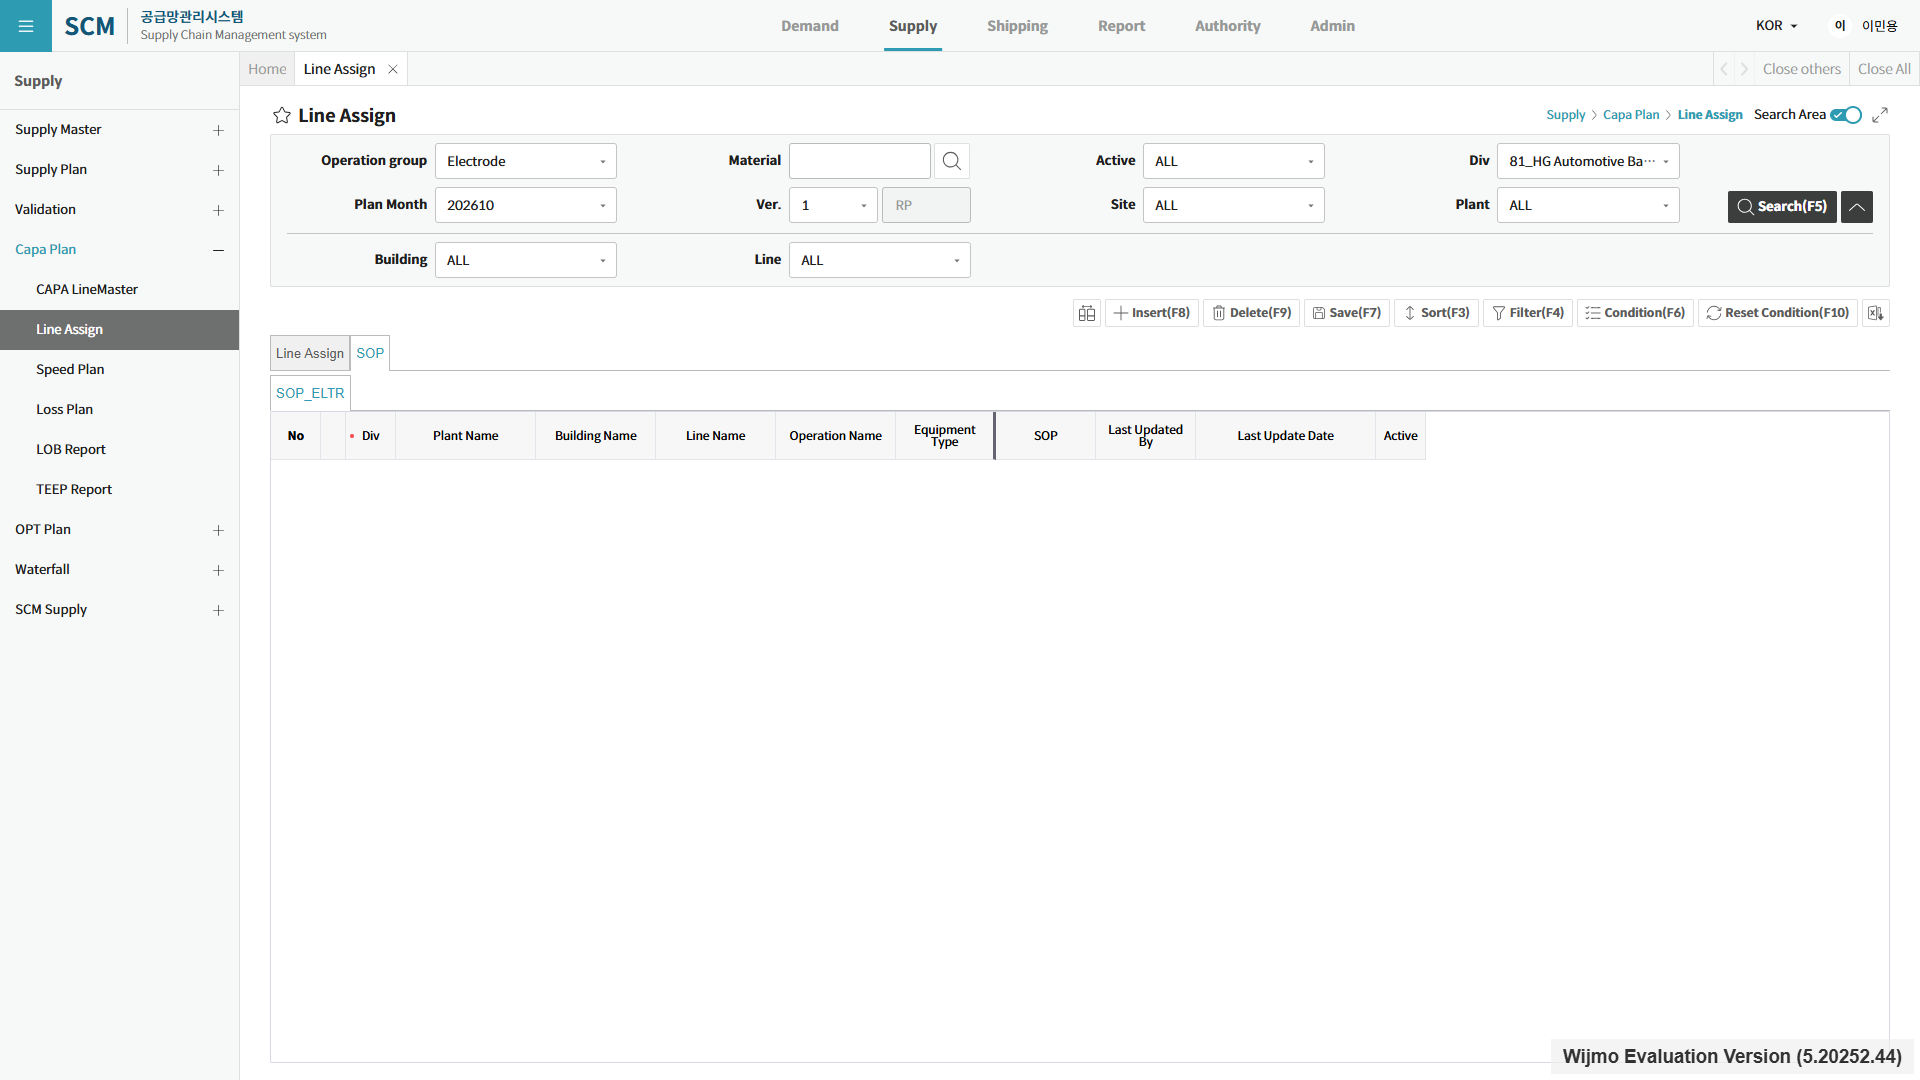 SCM
공급망관리시스템
Supply Chain Management system
Demand
Supply
Shipping
Report
Authority
Admin
KOR
이
이민용
Supply
Home
Line Assign
Close others
Close All
Supply Master
Supply Plan
Validation
Capa Plan
CAPA LineMaster
Line Assign
Speed Plan
Loss Plan
LOB Report
TEEP Report
OPT Plan
Waterfall
SCM Supply
Line Assign
Supply > Capa Plan > Line Assign
Search Area
Operation group
Electrode
Material
Active
ALL
Div
81_HG Automotive Ba···
Plan Month
202610
Ver.
1
RP
Site
ALL
Plant
ALL
Search(F5)
Building
ALL
Line
ALL
Insert(F8)
Delete(F9)
Save(F7)
Sort(F3)
Filter(F4)
Condition(F6)
Reset Condition(F10)
Line Assign
SOP
SOP_ELTR
No
Div
Plant Name
Building Name
Line Name
Operation Name
Equipment
Type
SOP
Last Updated
By
Last Update Date
Active
Wijmo Evaluation Version (5.20252.44)